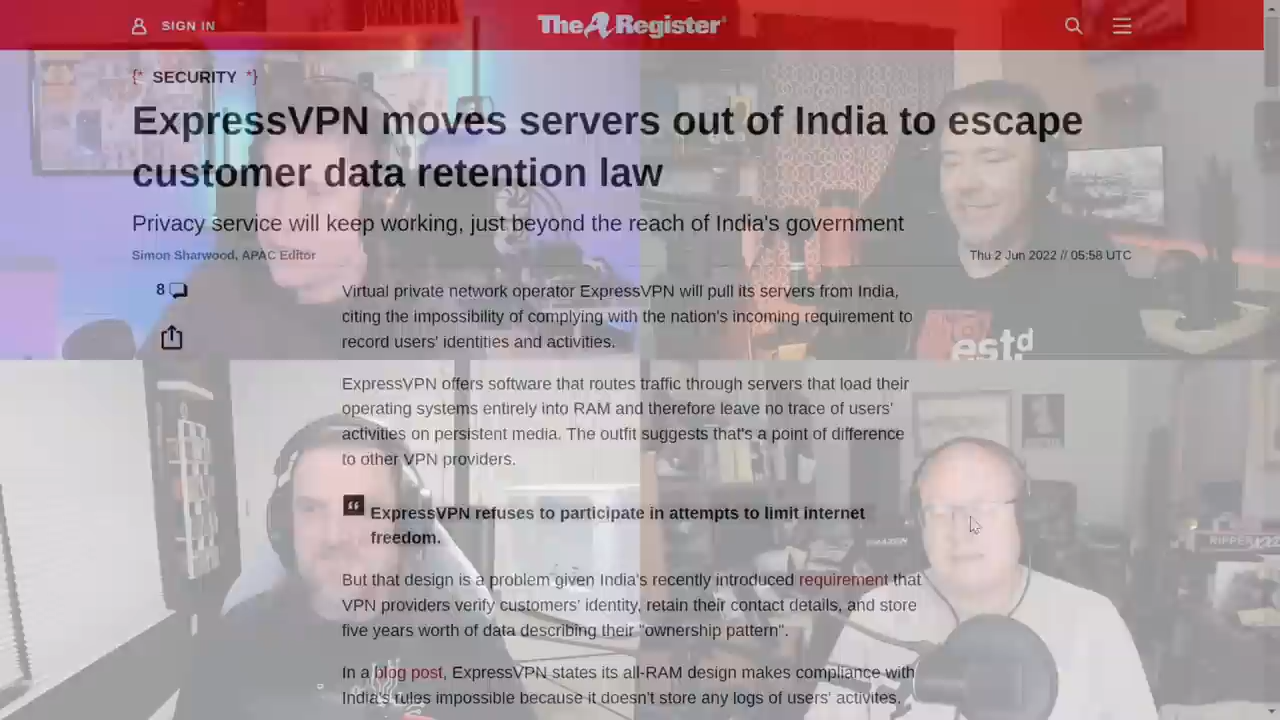 SIGN IN
The Register
{* SECURITY *}
ExpressVPN moves servers out of India to escape
customer data retention law
Privacy service will keep working, just beyond the reach of India's government
Simon Sharwood, APAC Editor
Thu 2 Jun 2022 // 05:58 UTC
8
Virtual private network operator ExpressVPN will pull its servers from India,
citing the impossibility of complying with the nation's incoming requirement to
record users' identities and activities.
estd
ExpressVPN offers software that routes traffic through servers that load their
operating systems entirely into RAM and therefore leave no trace of users'
activities on persistent media. The outfit suggests that's a point of difference
to other VPN providers.
ExpressVPN refuses to participate in attempts to limit internet
freedom.
But that design is a problem given India's recently introduced requirement that
VPN providers verify customers' identity, retain their contact details, and store
five years worth of data describing their "ownership pattern".
In a blog post, ExpressVPN states its all-RAM design makes compliance with
India's rules impossible because it doesn't store any logs of users' activites.